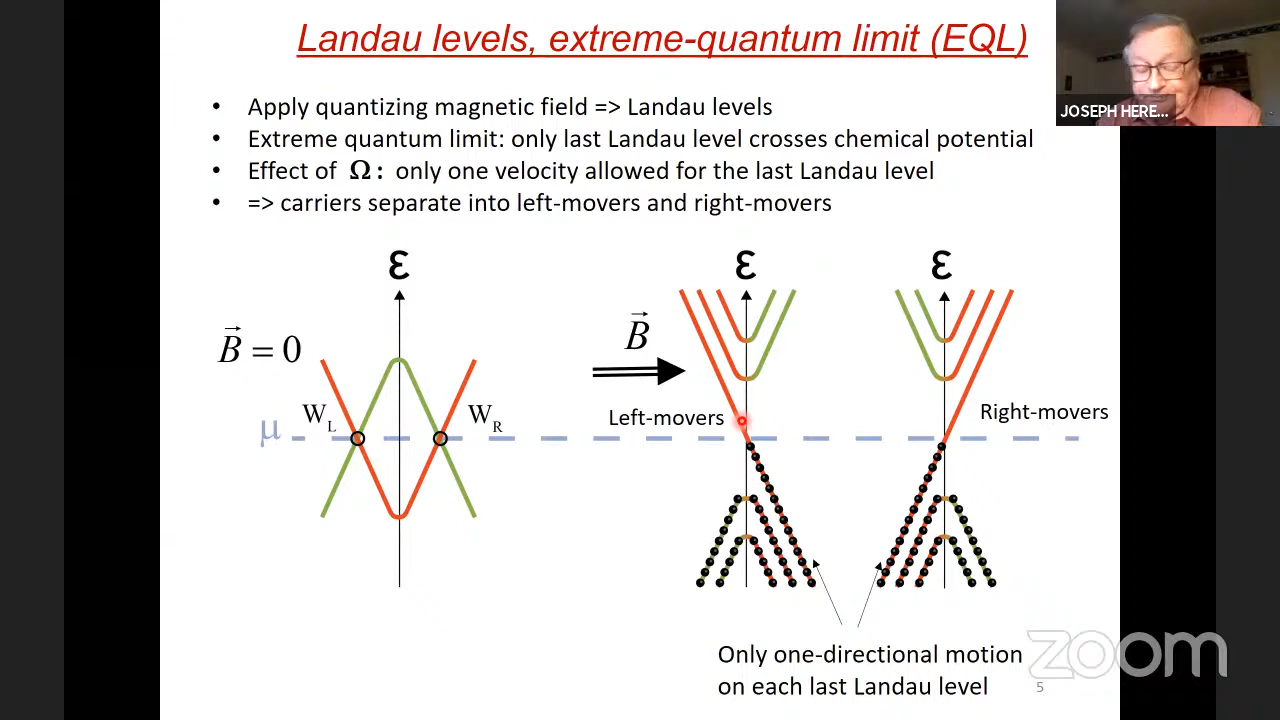 Landau levels, extreme-quantum limit (EQL)
JOSEPH HERE...
• Apply quantizing magnetic field => Landau levels
• Extreme quantum limit: only last Landau level crosses chemical potential
• Effect of Ω : only one velocity allowed for the last Landau level
• => carriers separate into left-movers and right-movers
ε ε ε
B⃗ = 0
B⃗
W_L W_R
Left-movers
Right-movers
μ
Only one-directional motion
on each last Landau level
5
zoom